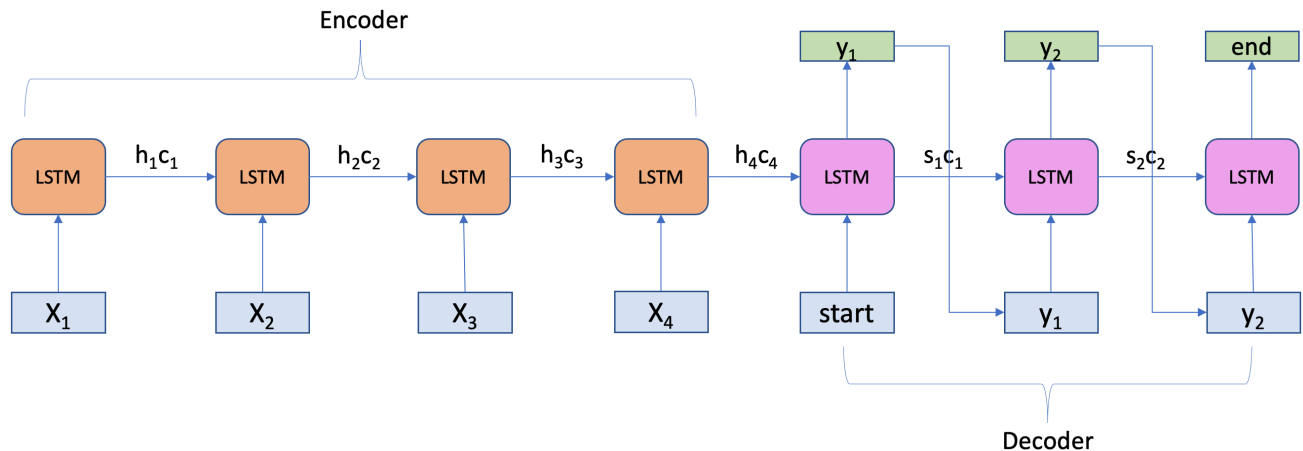 Encoder
y₁ y₂ end
h₁c₁ h₂c₂ h₃c₃ h₄c₄ s₁c₁ s₂c₂
LSTM LSTM LSTM LSTM LSTM LSTM LSTM
X₁ X₂ X₃ X₄ start y₁ y₂
Decoder